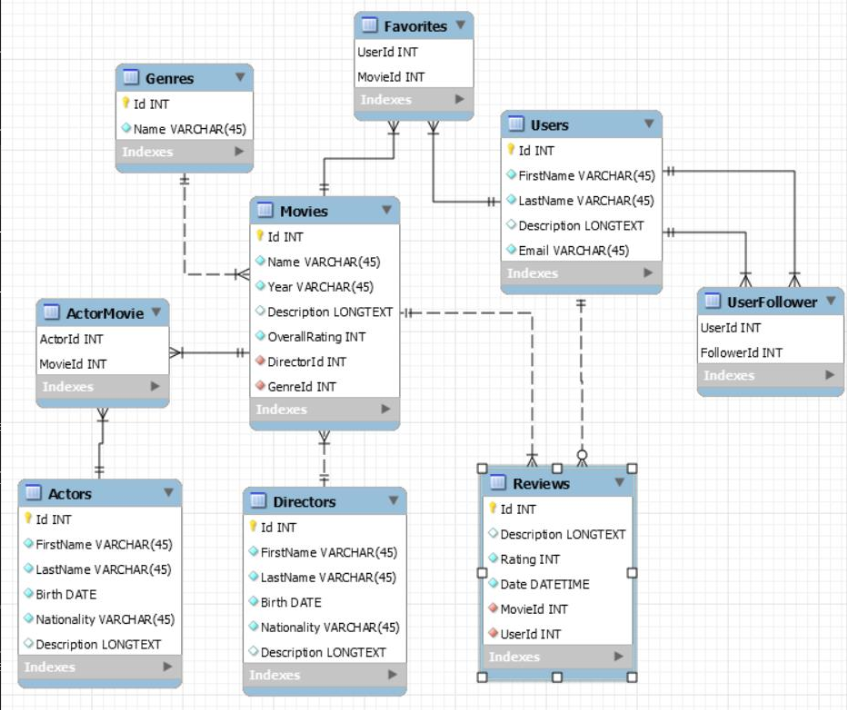 Favorites
UserId INT
MovieId INT
Indexes
Genres
Id INT
Name VARCHAR(45)
Indexes
Users
Id INT
FirstName VARCHAR(45)
LastName VARCHAR(45)
Description LONGTEXT
Email VARCHAR(45)
Indexes
Movies
Id INT
Name VARCHAR(45)
Year VARCHAR(45)
Description LONGTEXT
OverallRating INT
DirectorId INT
GenreId INT
Indexes
UserFollower
UserId INT
FollowerId INT
Indexes
ActorMovie
ActorId INT
MovieId INT
Indexes
Actors
Id INT
FirstName VARCHAR(45)
LastName VARCHAR(45)
Birth DATE
Nationality VARCHAR(45)
Description LONGTEXT
Indexes
Directors
Id INT
FirstName VARCHAR(45)
LastName VARCHAR(45)
Birth DATE
Nationality VARCHAR(45)
Description LONGTEXT
Indexes
Reviews
Id INT
Description LONGTEXT
Rating INT
Date DATETIME
MovieId INT
UserId INT
Indexes